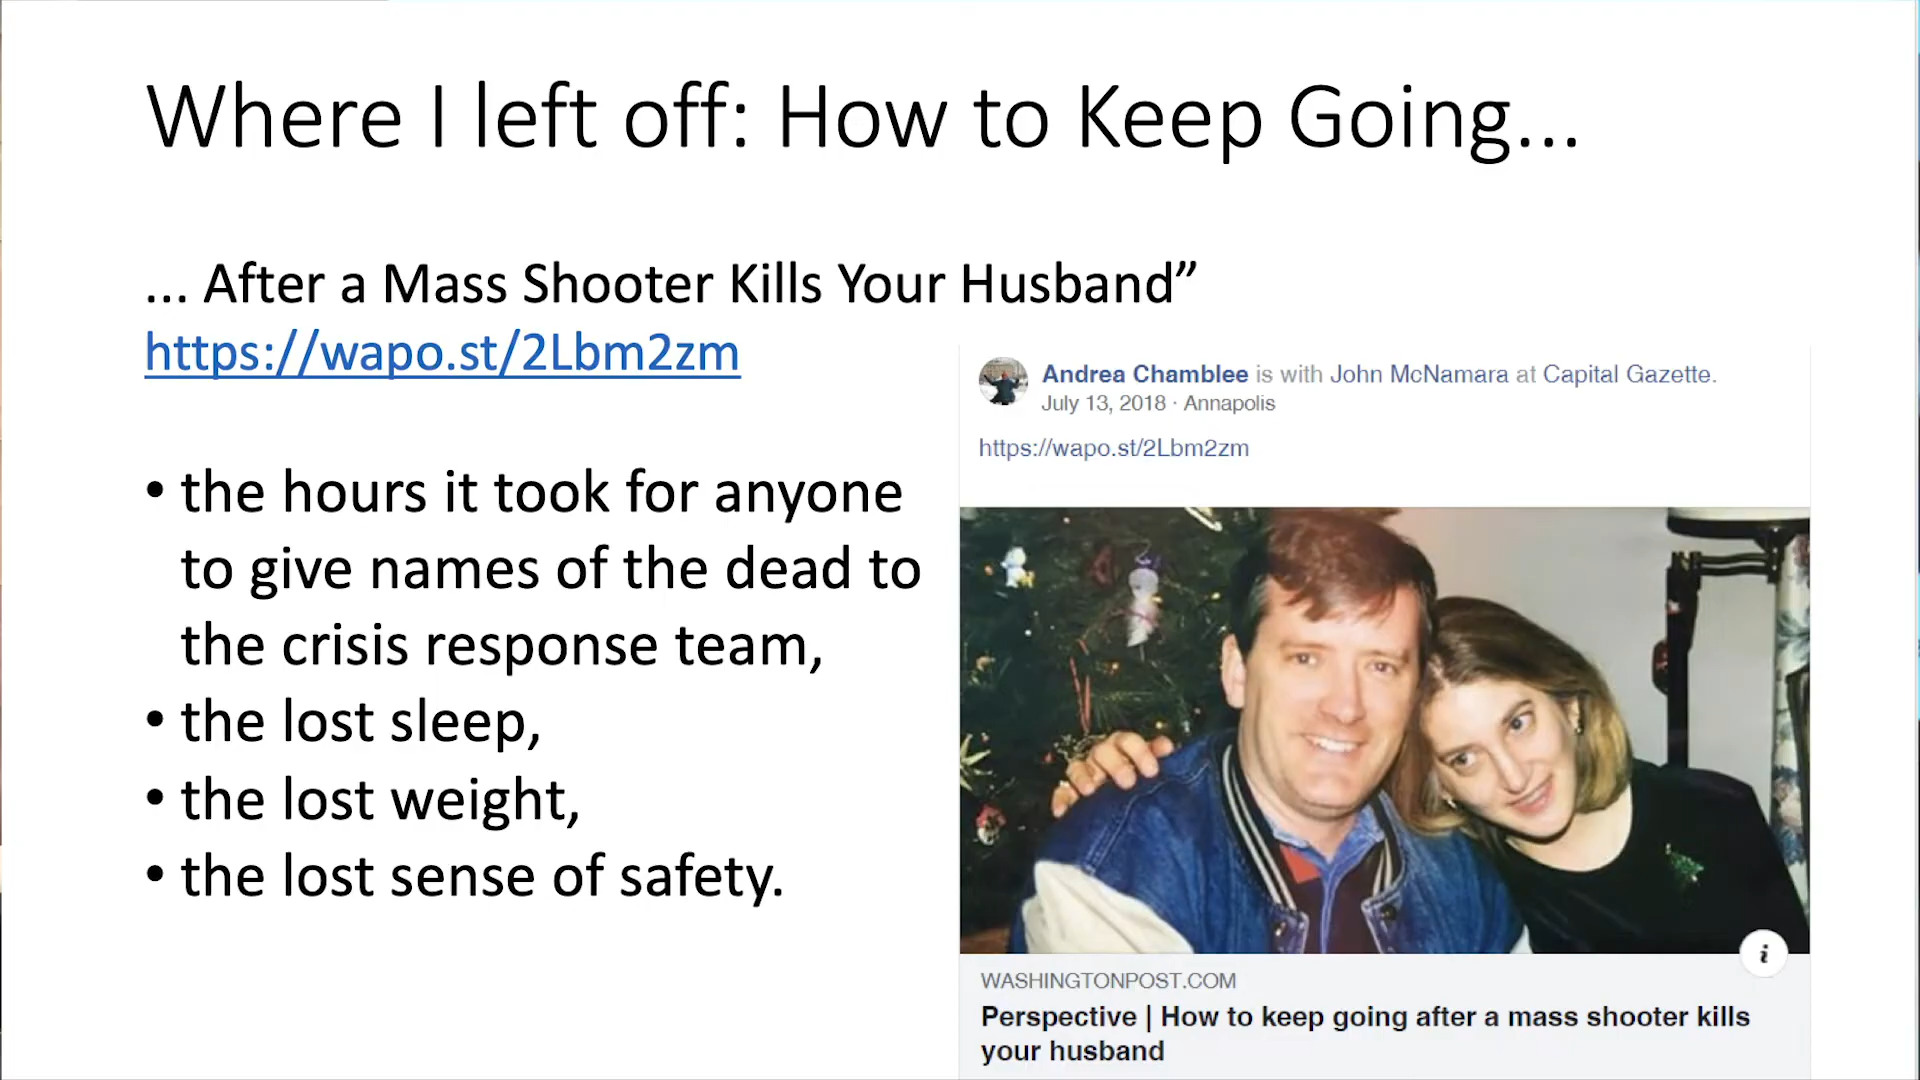 Where I left off: How to Keep Going...
... After a Mass Shooter Kills Your Husband”
https://wapo.st/2Lbm2zm
• the hours it took for anyone
to give names of the dead to
the crisis response team,
• the lost sleep,
• the lost weight,
• the lost sense of safety.
Andrea Chamblee is with John McNamara at Capital Gazette.
July 13, 2018 · Annapolis
https://wapo.st/2Lbm2zm
i
WASHINGTONPOST.COM
Perspective | How to keep going after a mass shooter kills
your husband